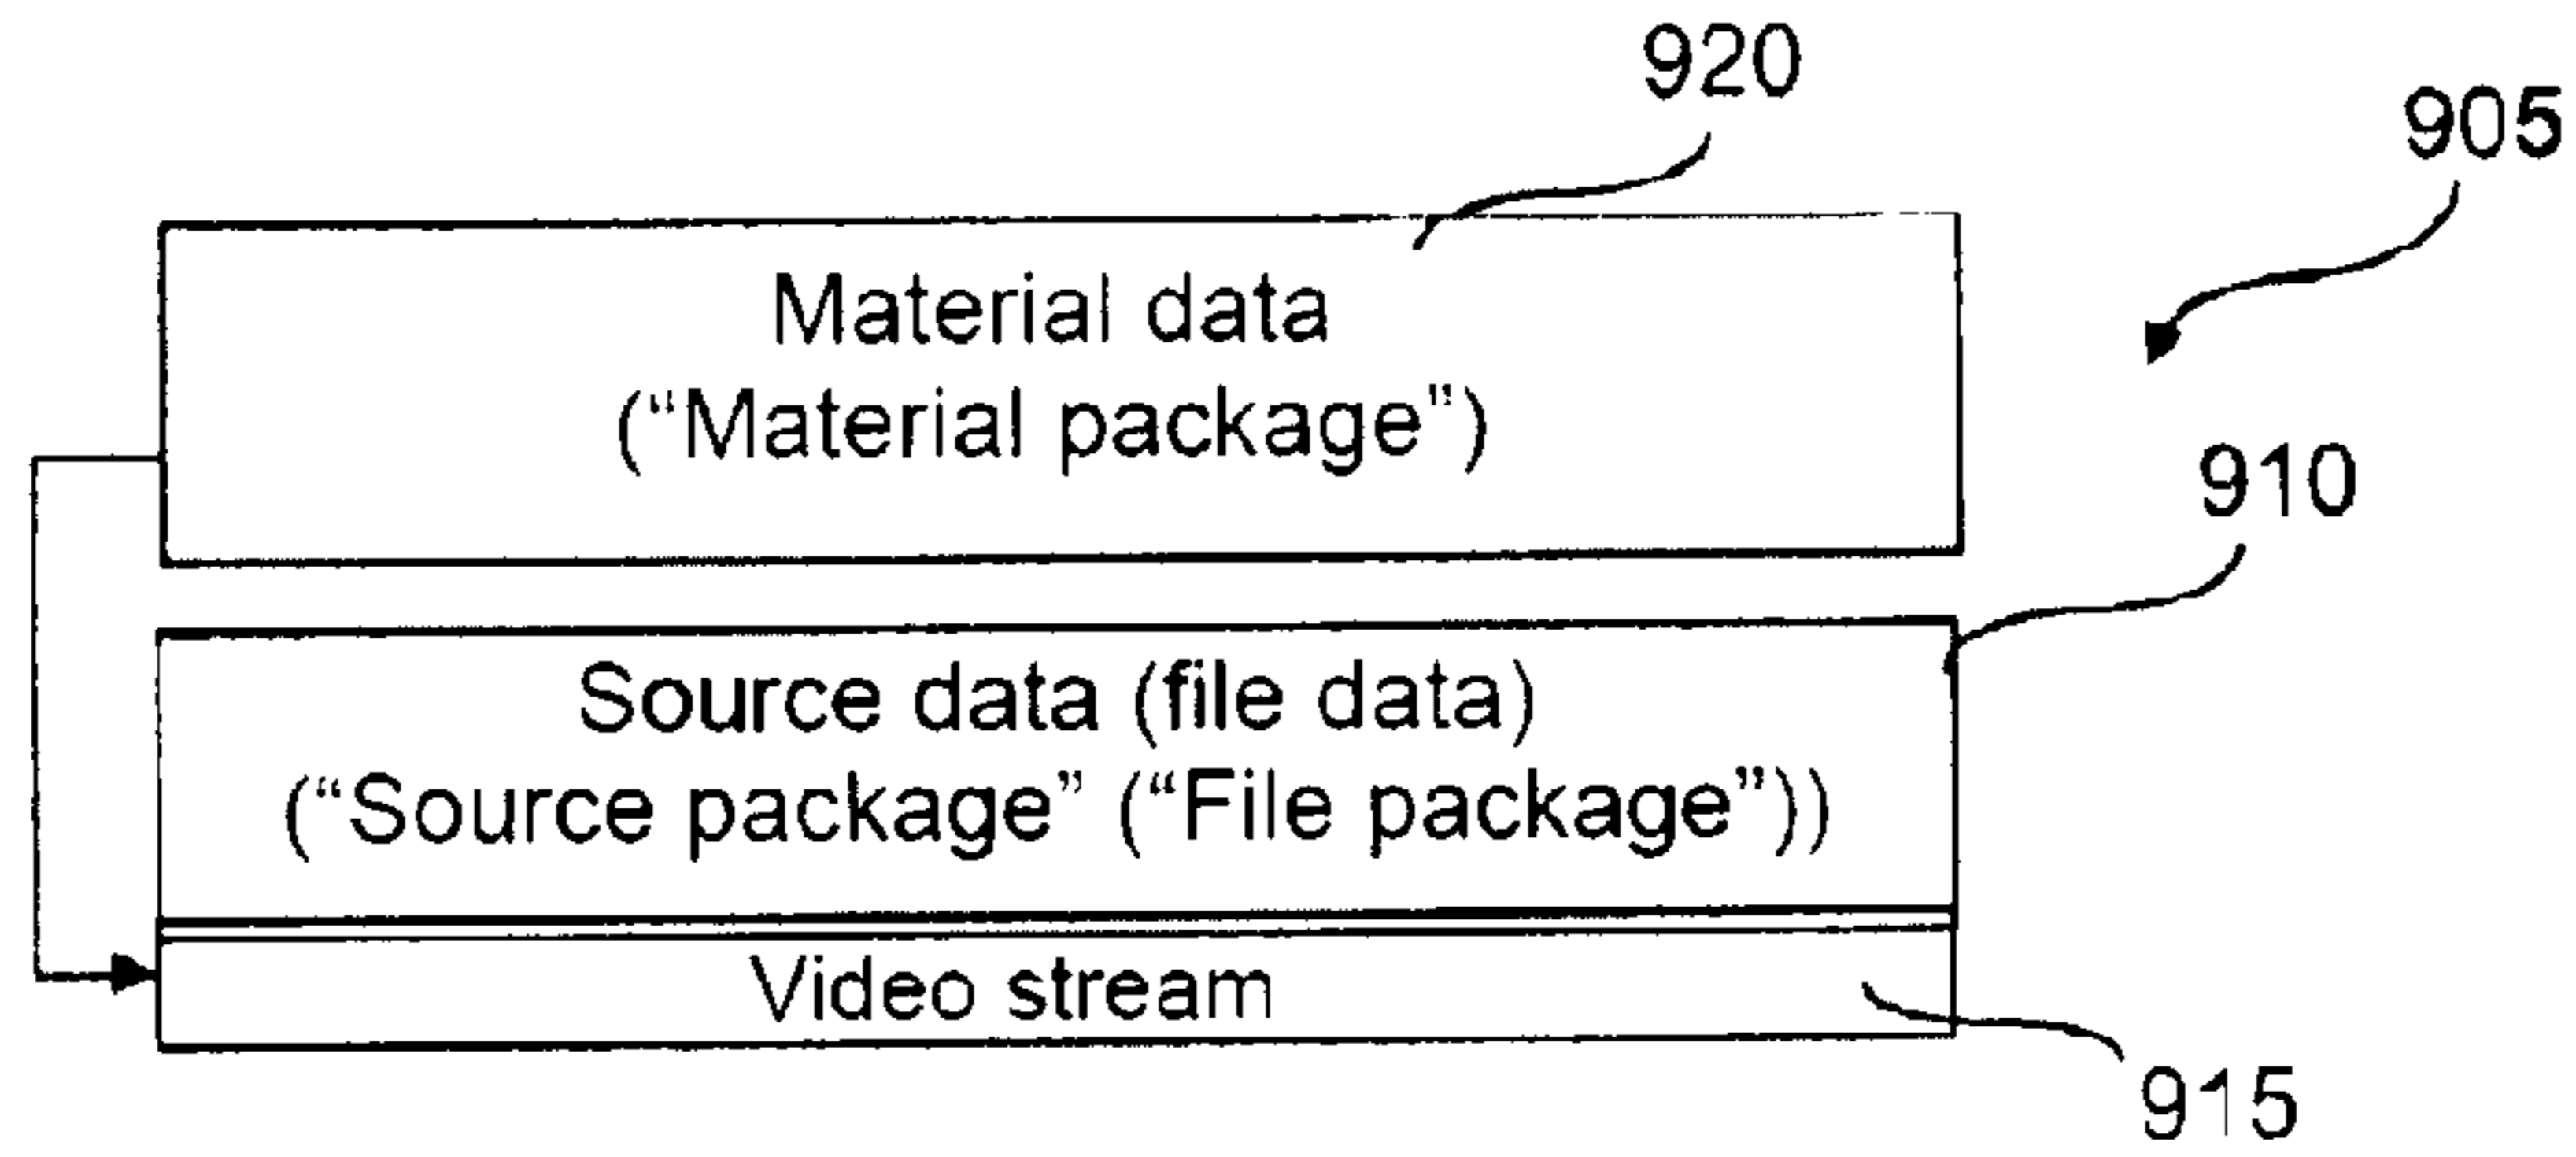 920
905
Material data
(“Material package”)
910
Source data (file data)
(“Source package” (“File package”))
Video stream
915